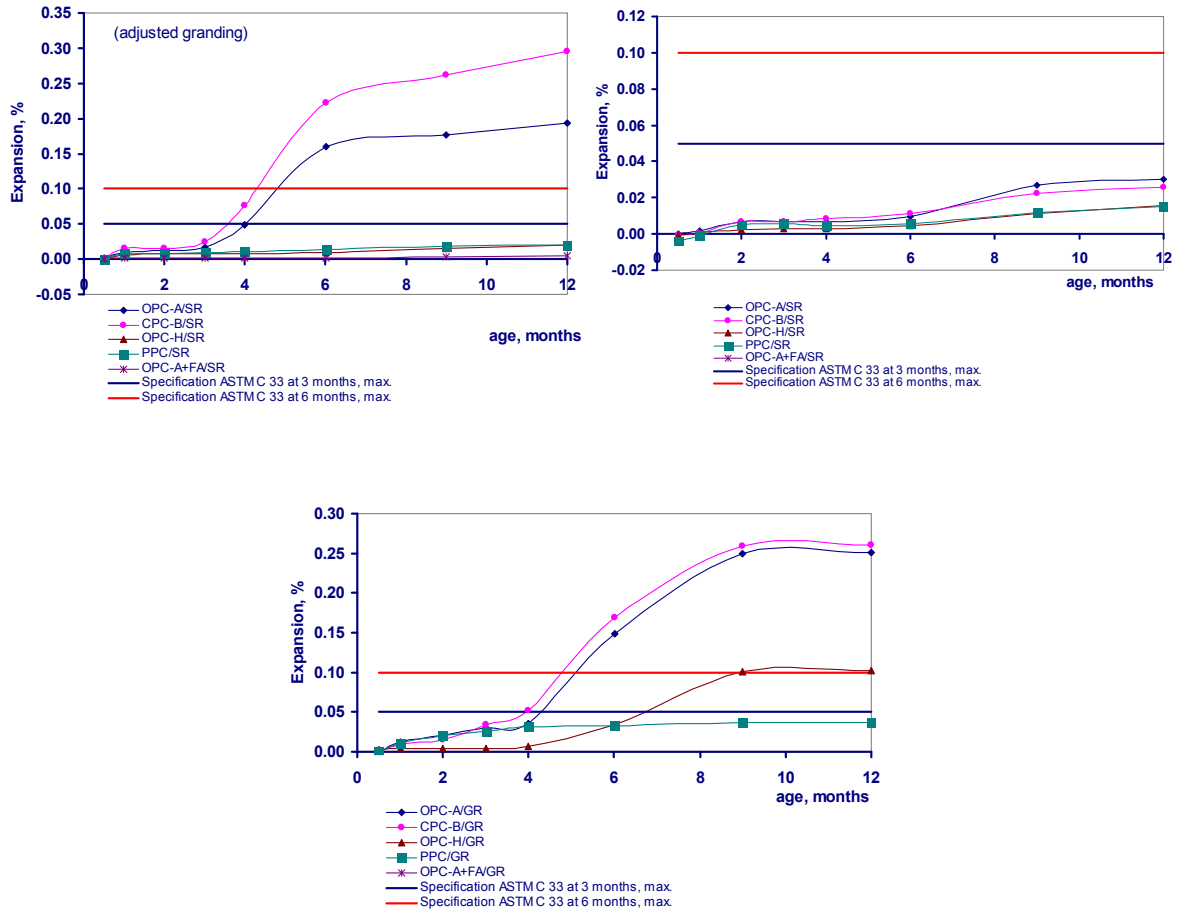 (adjusted granding)
Expansion, %
0.35
0.30
0.25
0.20
0.15
0.10
0.05
0.00
-0.05
0 2 4 6 8 10 12
age, months
OPC-A/SR
CPC-B/SR
OPC-H/SR
PPC/SR
OPC-A+FA/SR
Specification ASTM C 33 at 3 months, max.
Specification ASTM C 33 at 6 months, max.
Expansion, %
0.12
0.10
0.08
0.06
0.04
0.02
0.00
-0.02
0 2 4 6 8 10 12
age, months
OPC-A/SR
CPC-B/SR
OPC-H/SR
PPC/SR
OPC-A+FA/SR
Specification ASTM C 33 at 3 months, max.
Specification ASTM C 33 at 6 months, max.
Expansion, %
0.30
0.25
0.20
0.15
0.10
0.05
0.00
0 2 4 6 8 10 12
age, months
OPC-A/GR
CPC-B/GR
OPC-H/GR
PPC/GR
OPC-A+FA/GR
Specification ASTM C 33 at 3 months, max.
Specification ASTM C 33 at 6 months, max.